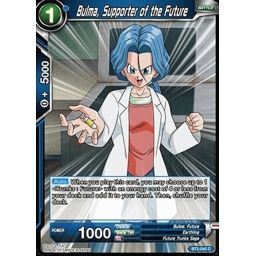 Bulma, Supporter of the Future
BATTLE
1
+ 5000
Auto When you play this card, you may choose up to 1
<Trunks : Future> with an energy cost of 4 or less from
your deck and add it to your hand. Then, shuffle your
deck.
POWER
1000
Bulma: Future
Earthling
Future Trunks Saga
BT2-045 C